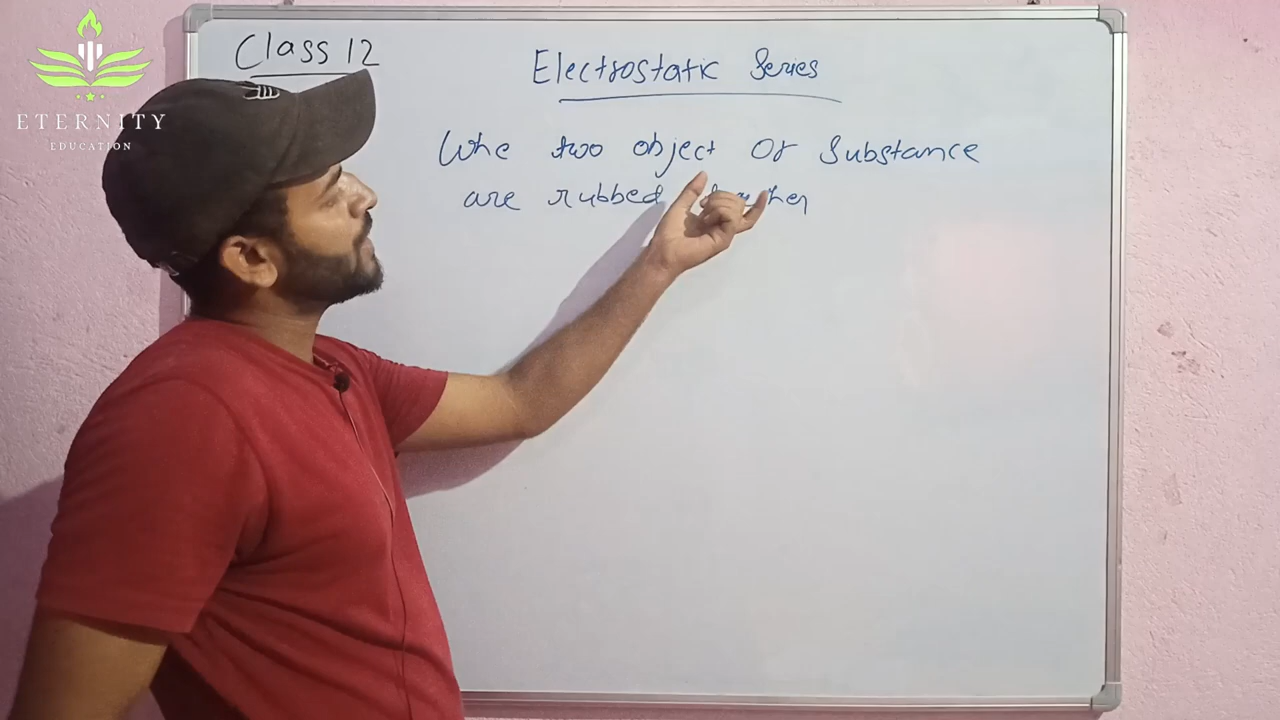 Class 12
Electrostatic Series
Whe two object or Substance
are rubbed
ETERNITY
EDUCATION